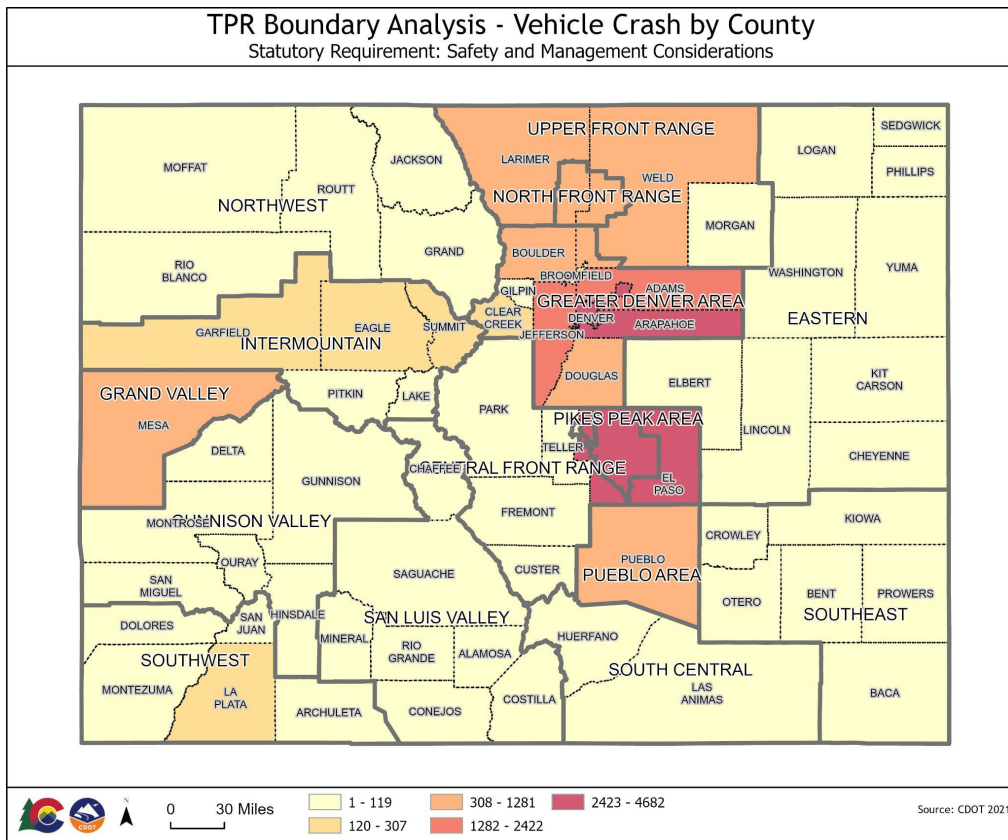 TPR Boundary Analysis - Vehicle Crash by County
Statutory Requirement: Safety and Management Considerations
SEDGWICK
UPPER FRONT RANGE
LOGAN
JACKSON
LARIMER
MOFFAT
PHILLIPS
WELD
ROUTT
NORTH FRONT RANGE
NORTHWEST
MORGAN
GRAND
BOULDER
RIO
BLANCO
WASHINGTON
YUMA
BROOMFIELD
GILPIN
ADAMS
GREATER DENVER AREA
CLEAR
CREEK
DENVER
EASTERN
SUMMIT
EAGLE
GARFIELD
ARAPAHOE
JEFFERSON
INTERMOUNTAIN
KIT
CARSON
DOUGLAS
ELBERT
GRAND VALLEY
PITKIN
LAKE
PARK
PIKES PEAK AREA
MESA
LINCOLN
TELLER
DELTA
CHEYENNE
CHAFFEE
CENTRAL FRONT RANGE
GUNNISON
EL
PASO
FREMONT
MONTROSE
GUNNISON VALLEY
KIOWA
CROWLEY
OURAY
PUEBLO
CUSTER
PUEBLO AREA
SAGUACHE
SAN
MIGUEL
BENT
PROWERS
OTERO
HINSDALE
SAN
JUAN
SAN LUIS VALLEY
SOUTHEAST
DOLORES
MINERAL
HUERFANO
RIO
GRANDE
ALAMOSA
SOUTHWEST
SOUTH CENTRAL
MONTEZUMA
LA
PLATA
LAS
ANIMAS
BACA
COSTILLA
ARCHULETA
CONEJOS
CDOT
N
0 30 Miles
1 - 119
120 - 307
308 - 1281
1282 - 2422
2423 - 4682
Source: CDOT 2021